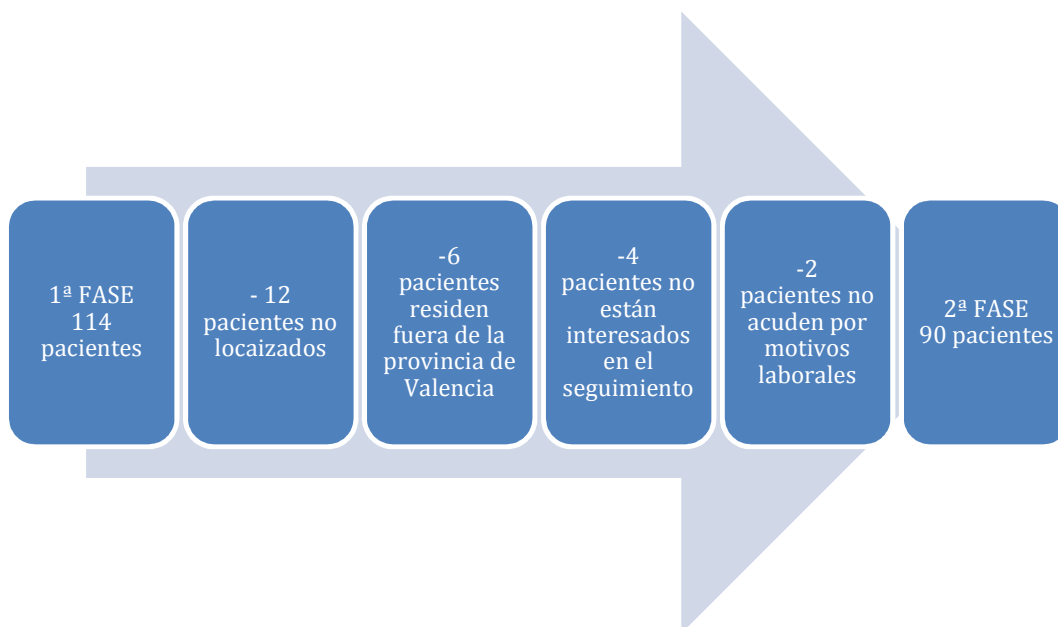 1ª FASE
114
pacientes
- 12
pacientes no
locaizados
-6
pacientes
residen
fuera de la
provincia de
Valencia
-4
pacientes no
están
interesados
en el
seguimiento
-2
pacientes no
acuden por
motivos
laborales
2ª FASE
90 pacientes